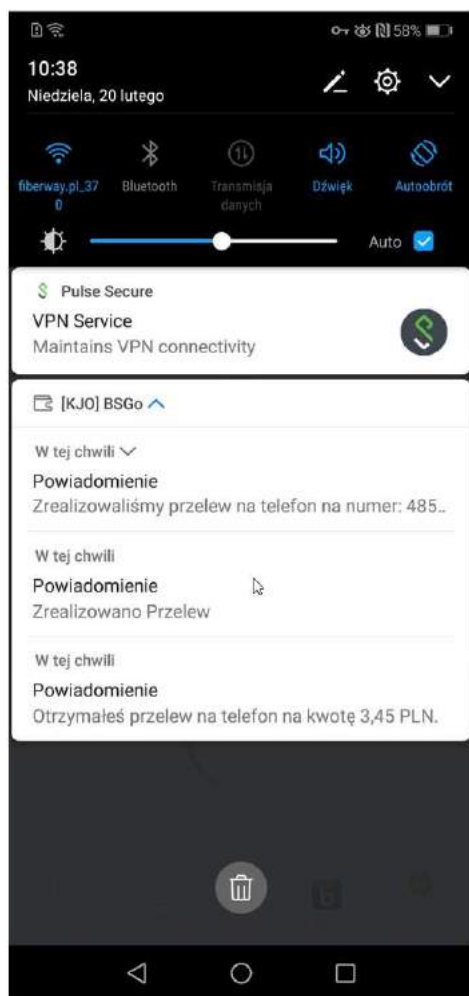 58%
10:38
Niedziela, 20 lutego
fiberway.pl_37
0
Bluetooth
Transmisja
danych
Dźwięk
Autoobrót
Auto
Pulse Secure
VPN Service
Maintains VPN connectivity
[KJO] BSGo
W tej chwili
Powiadomienie
Zrealizowaliśmy przelew na telefon na numer: 485..
W tej chwili
Powiadomienie
Zrealizowano Przelew
W tej chwili
Powiadomienie
Otrzymałeś przelew na telefon na kwotę 3,45 PLN.